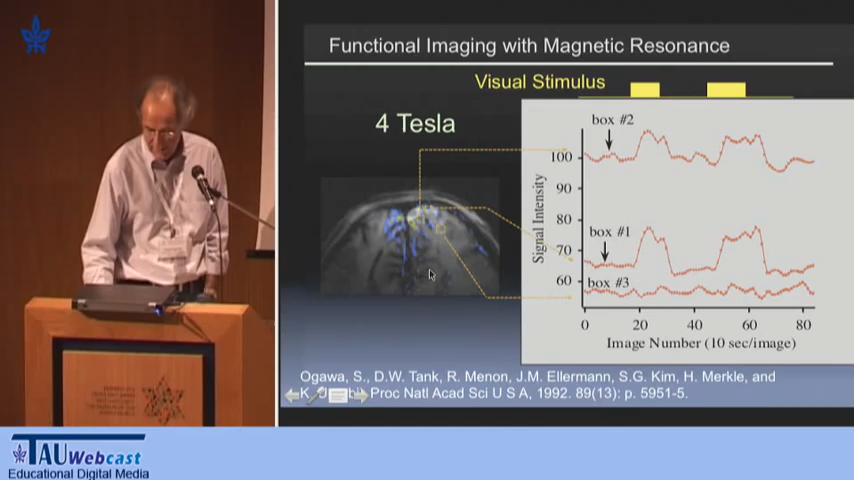 Functional Imaging with Magnetic Resonance
Visual Stimulus
4 Tesla
box #2
100
90
80
70
60
Signal Intensity
box #1
box #3
0 20 40 60 80
Image Number (10 sec/image)
Ogawa, S., D.W. Tank, R. Menon, J.M. Ellermann, S.G. Kim, H. Merkle, and
K. Proc Natl Acad Sci U S A, 1992. 89(13): p. 5951-5.
TAUWebcast
Educational Digital Media